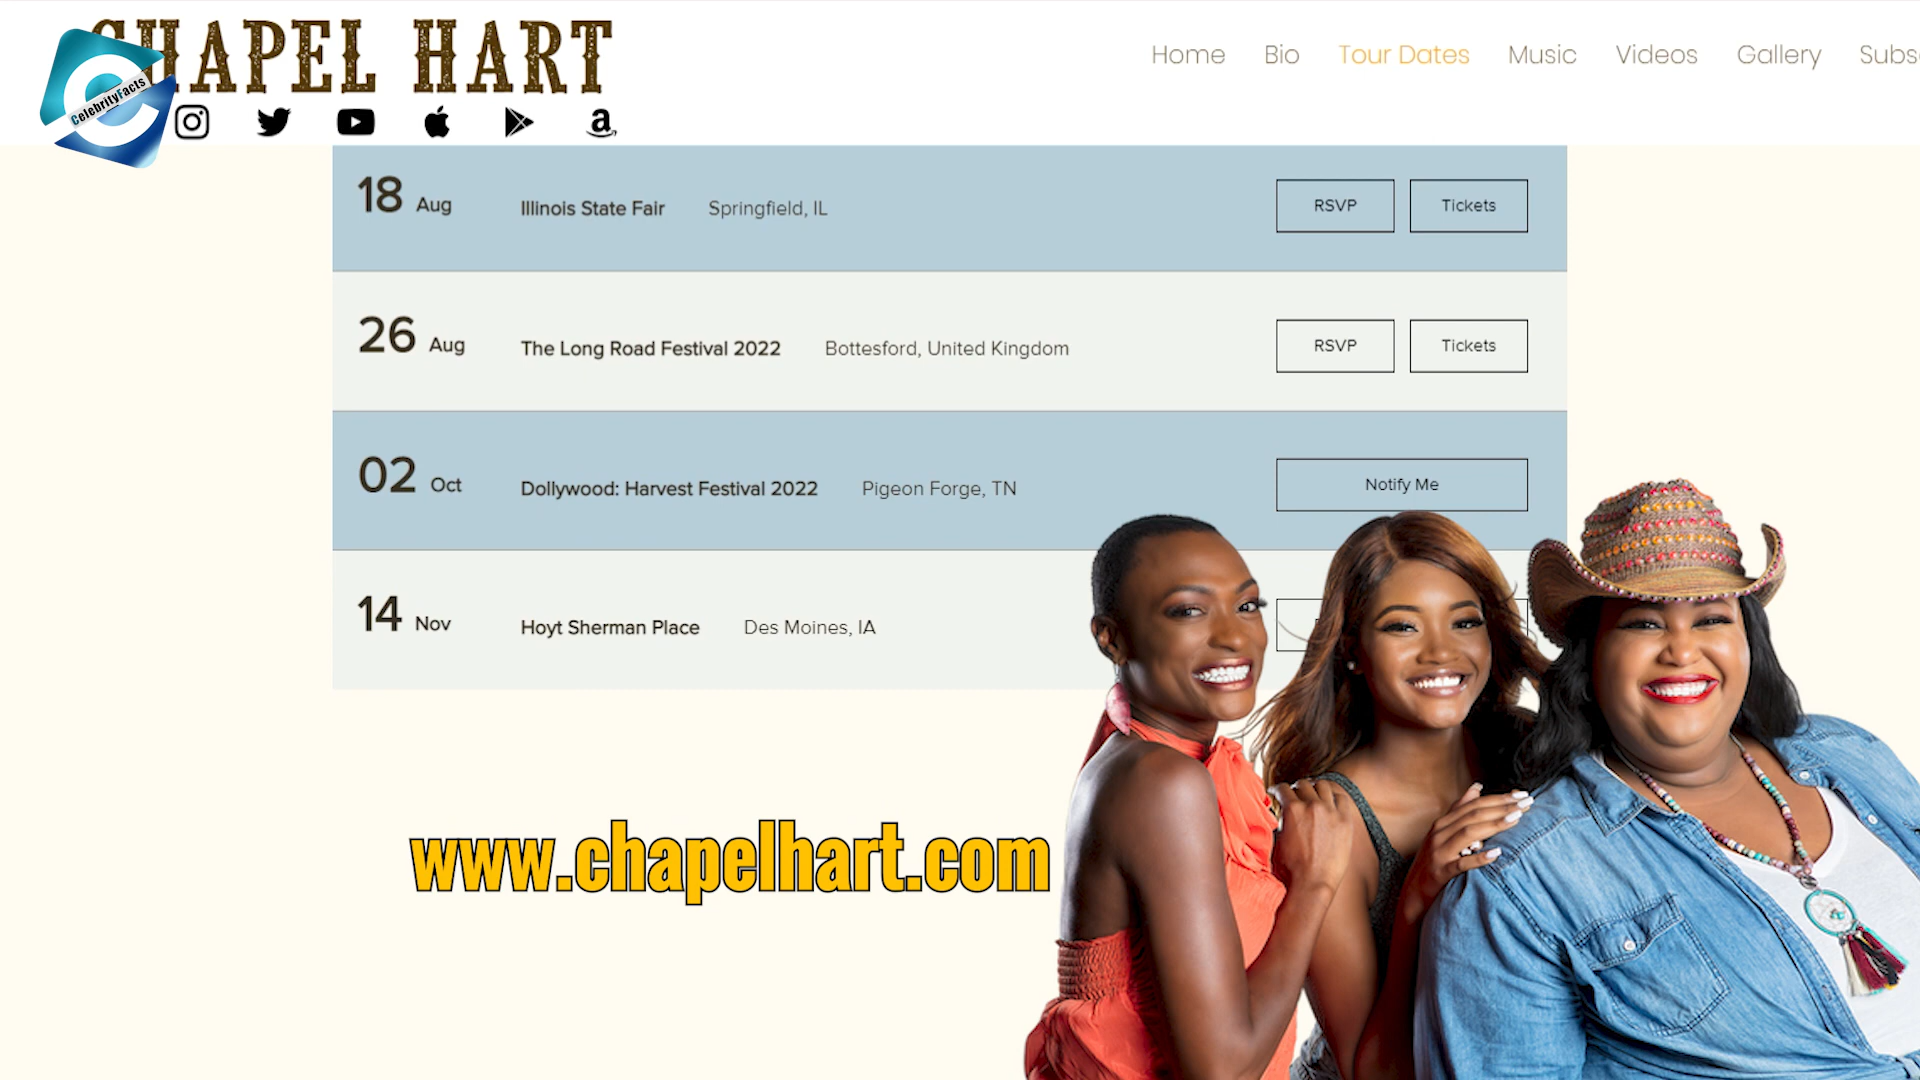 CHAPEL HART
CelebrityFacts
Home Bio Tour Dates Music Videos Gallery Subs
18 Aug Illinois State Fair Springfield, IL RSVP Tickets
26 Aug The Long Road Festival 2022 Bottesford, United Kingdom RSVP Tickets
02 Oct Dollywood: Harvest Festival 2022 Pigeon Forge, TN Notify Me
14 Nov Hoyt Sherman Place Des Moines, IA
www.chapelhart.com